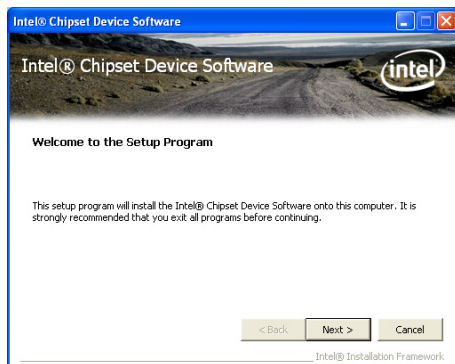 Intel® Chipset Device Software
Intel® Chipset Device Software
intel
Welcome to the Setup Program
This setup program will install the Intel® Chipset Device Software onto this computer. It is
strongly recommended that you exit all programs before continuing.
< Back
Next >
Cancel
Intel® Installation Framework